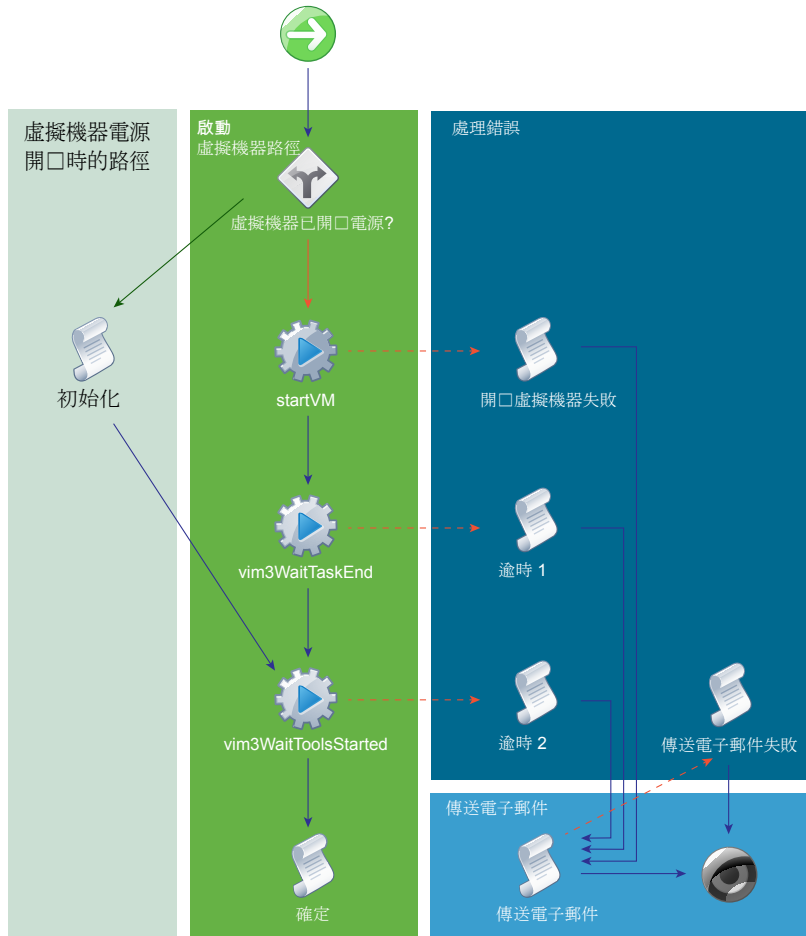 虛擬機器電源
開□時的路徑
啟動
虛擬機器路徑
處理錯誤
虛擬機器已開□電源?
初始化
startVM
開□虛擬機器失敗
vim3WaitTaskEnd
逾時 1
vim3WaitToolsStarted
逾時 2
傳送電子郵件失敗
傳送電子郵件
確定
傳送電子郵件